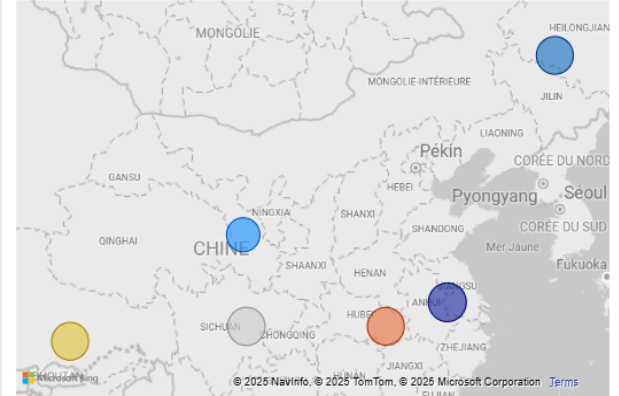 HEILONGJIAN
MONGOLIE
MONGOLIE-INTÉRIEURE
JILIN
LIAONING
Pékin
CORÉE DU NORD
GANSU
HEBEI
Pyongyang
Séoul
NINGXIA
SHANXI
SHANDONG
CORÉE DU SUD
QINGHAI
CHINE
Mer Jaune
SHAANXI
HENAN
Fukuoka
JIANGSU
ANHUI
HUBEI
SICHUAN
CHONGQING
ZHEJIANG
JIANGXI
Microsoft Bing
HUNAN
© 2025 NavInfo, © 2025 TomTom, © 2025 Microsoft Corporation Terms